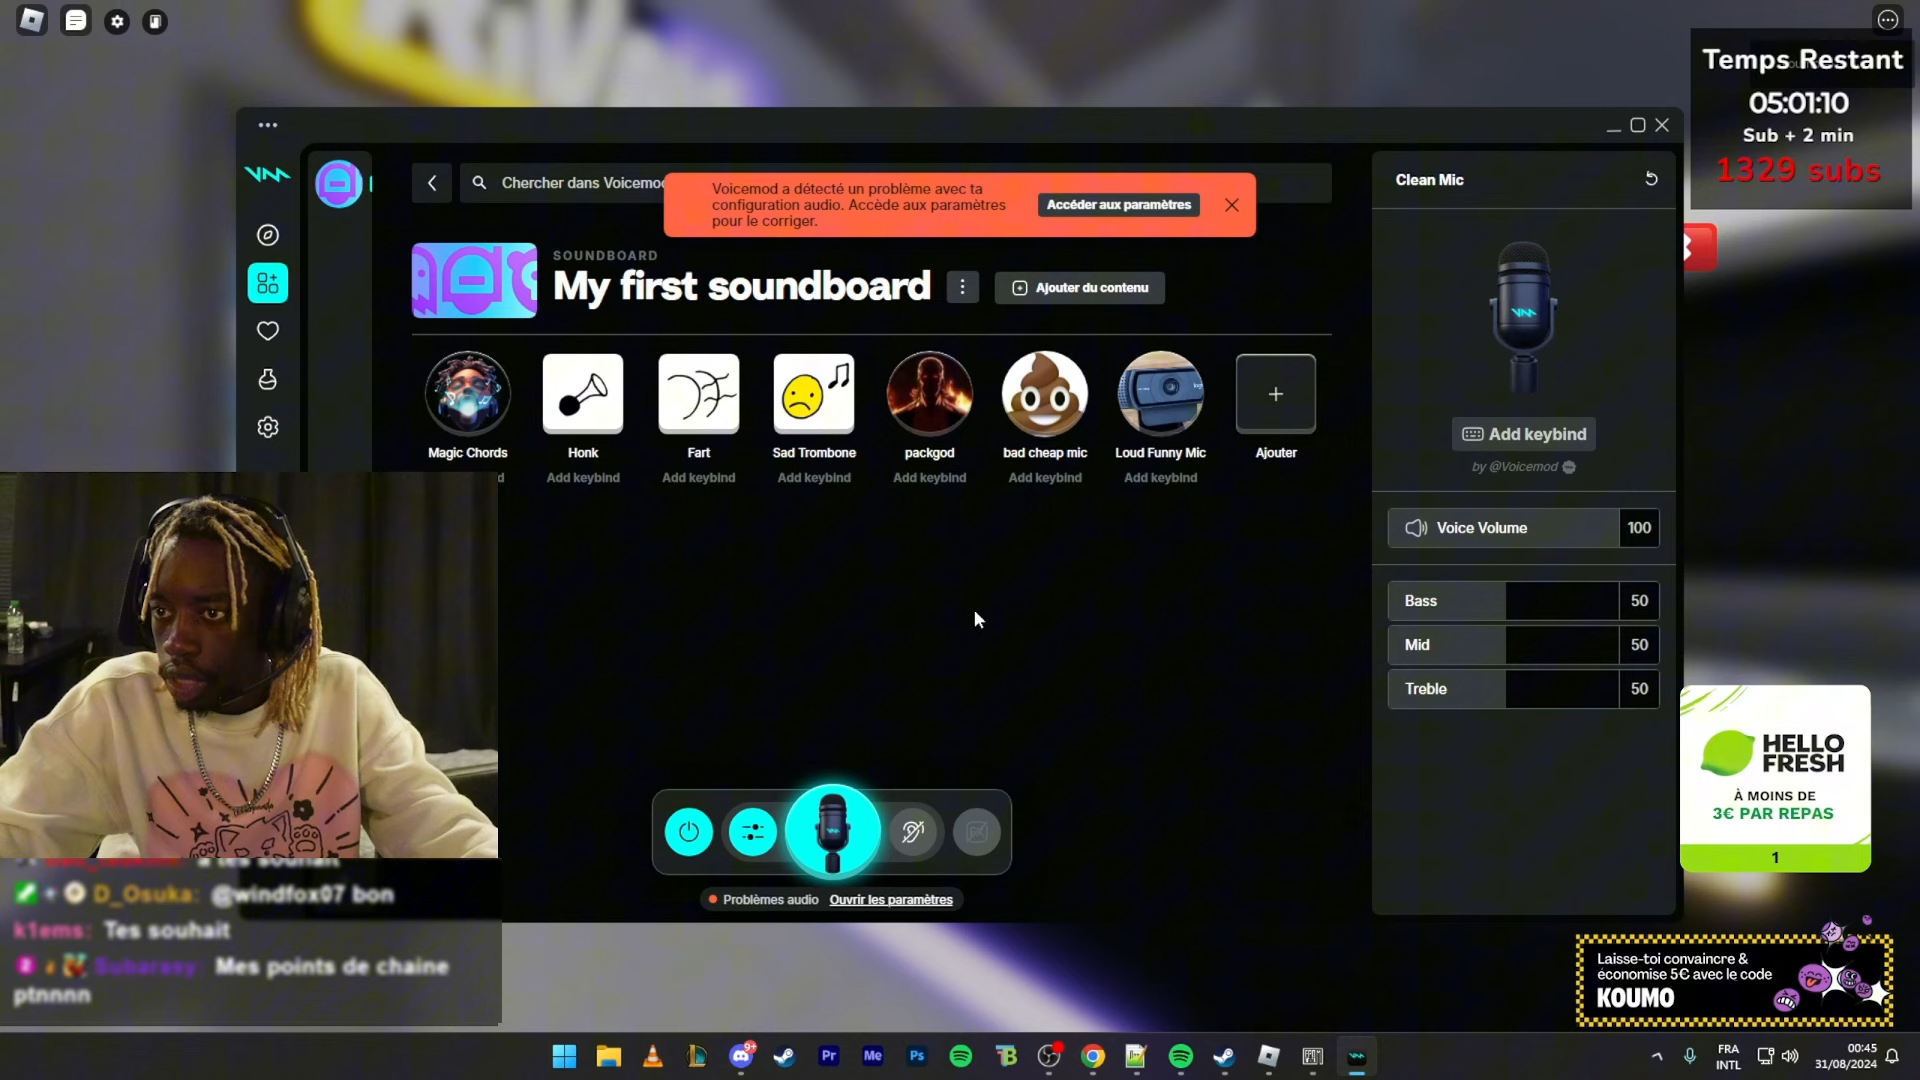 Temps Restant
05:01:10
Sub + 2 min
1329 subs
Chercher dans Voicemod
Voicemod a détecté un problème avec ta
configuration audio. Accède aux paramètres
pour le corriger.
Accéder aux paramètres
SOUNDBOARD
My first soundboard
Ajouter du contenu
Magic Chords
Honk
Fart
Sad Trombone
packgod
bad cheap mic
Loud Funny Mic
Ajouter
Add keybind
Add keybind
Add keybind
Add keybind
Add keybind
Add keybind
Clean Mic
Add keybind
by @Voicemod
Voice Volume 100
Bass 50
Mid 50
Treble 50
Problèmes audio Ouvrir les paramètres
D_Osuka: @windfox07 bon
k1ems: Tes souhait
Mes points de chaine
ptnnnn
HELLO
FRESH
À MOINS DE
3€ PAR REPAS
1
Laisse-toi convaincre &
économise 5€ avec le code
KOUMO
9+
Pr
Me
Ps
FRA
INTL
00:45
31/08/2024